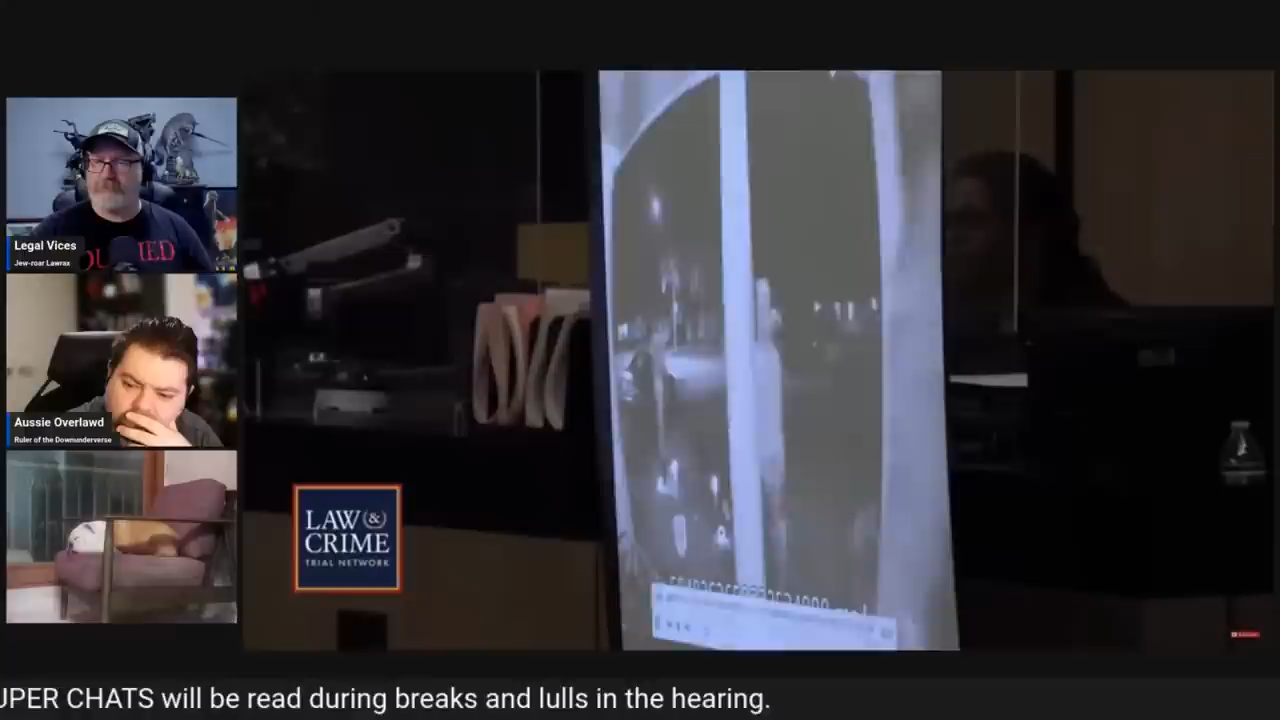 Legal Vices
Jew-roar Lawrax
Aussie Overlawd
Ruler of the Downunderverse
LAW &
CRIME
TRIAL NETWORK
UPER CHATS will be read during breaks and lulls in the hearing.